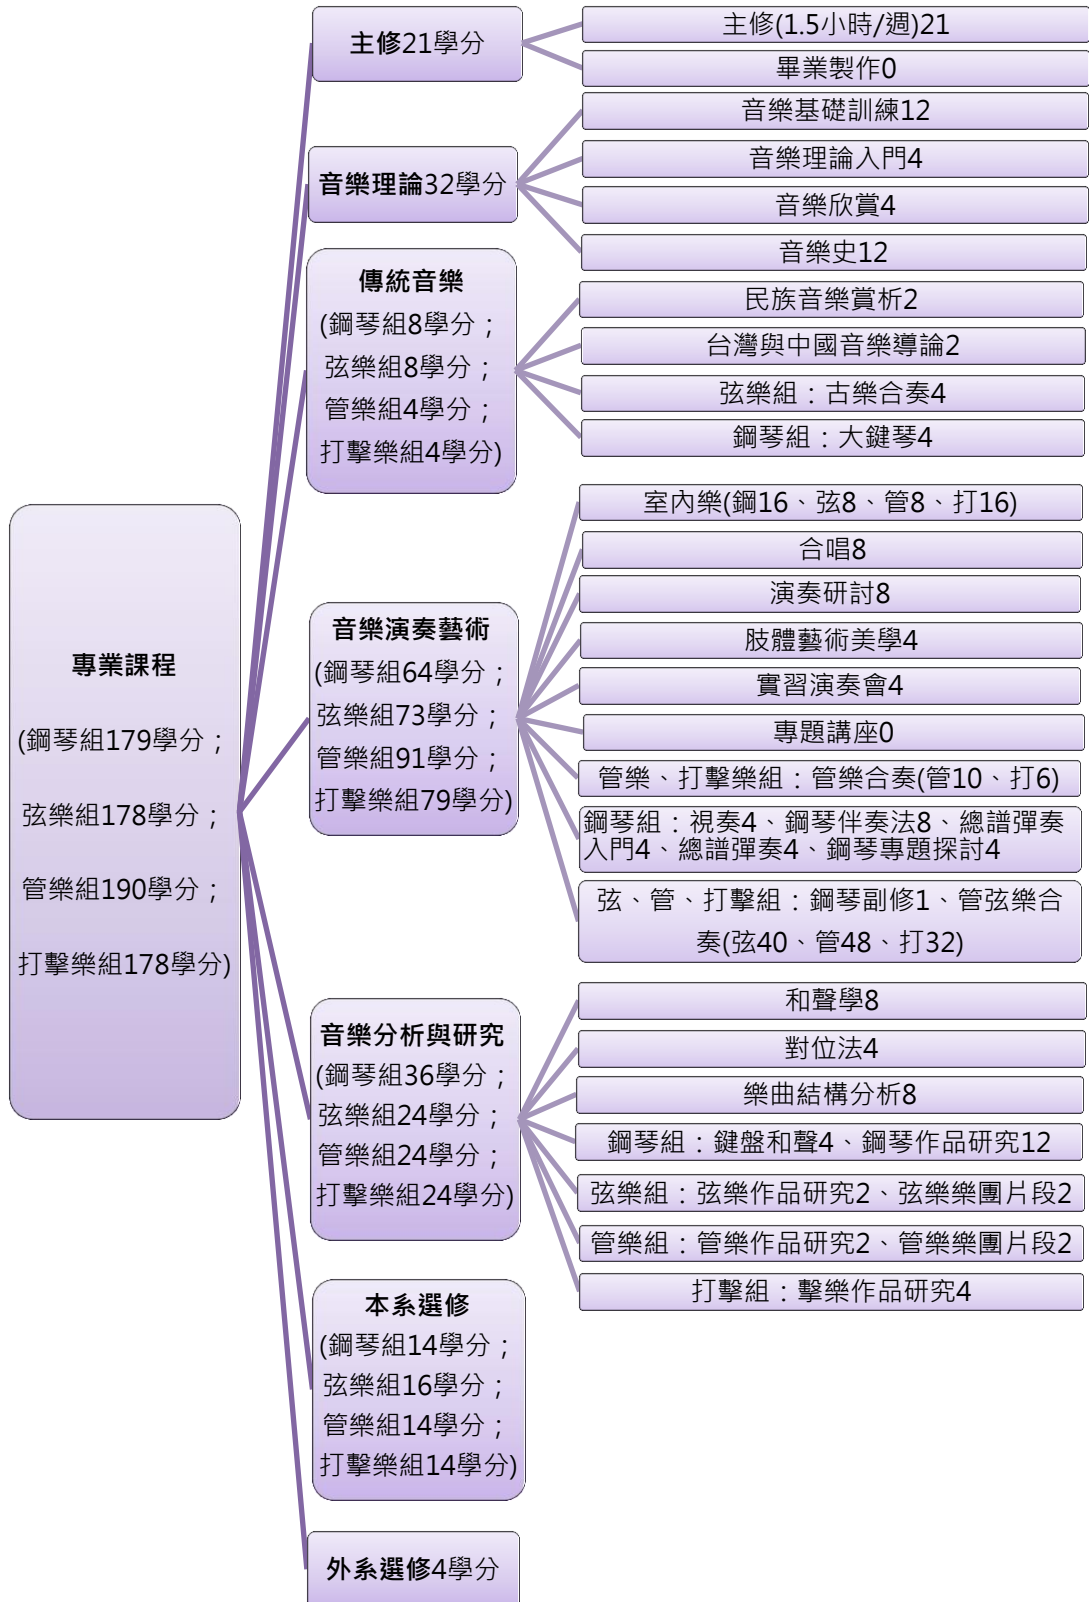 專業課程
(鋼琴組179學分；
弦樂組178學分；
管樂組190學分；
打擊樂組178學分)
主修21學分
主修(1.5小時/週)21
畢業製作0
音樂理論32學分
音樂基礎訓練12
音樂理論入門4
音樂欣賞4
音樂史12
傳統音樂
(鋼琴組8學分；
弦樂組8學分；
管樂組4學分；
打擊樂組4學分)
民族音樂賞析2
台灣與中國音樂導論2
弦樂組：古樂合奏4
鋼琴組：大鍵琴4
音樂演奏藝術
(鋼琴組64學分；
弦樂組73學分；
管樂組91學分；
打擊樂組79學分)
室內樂(鋼16、弦8、管8、打16)
合唱8
演奏研討8
肢體藝術美學4
實習演奏會4
專題講座0
管樂、打擊樂組：管樂合奏(管10、打6)
鋼琴組：視奏4、鋼琴伴奏法8、總譜彈奏
入門4、總譜彈奏4、鋼琴專題探討4
弦、管、打擊組：鋼琴副修1、管弦樂合
奏(弦40、管48、打32)
音樂分析與研究
(鋼琴組36學分；
弦樂組24學分；
管樂組24學分；
打擊樂組24學分)
和聲學8
對位法4
樂曲結構分析8
鋼琴組：鍵盤和聲4、鋼琴作品研究12
弦樂組：弦樂作品研究2、弦樂樂團片段2
管樂組：管樂作品研究2、管樂樂團片段2
打擊組：擊樂作品研究4
本系選修
(鋼琴組14學分；
弦樂組16學分；
管樂組14學分；
打擊樂組14學分)
外系選修4學分